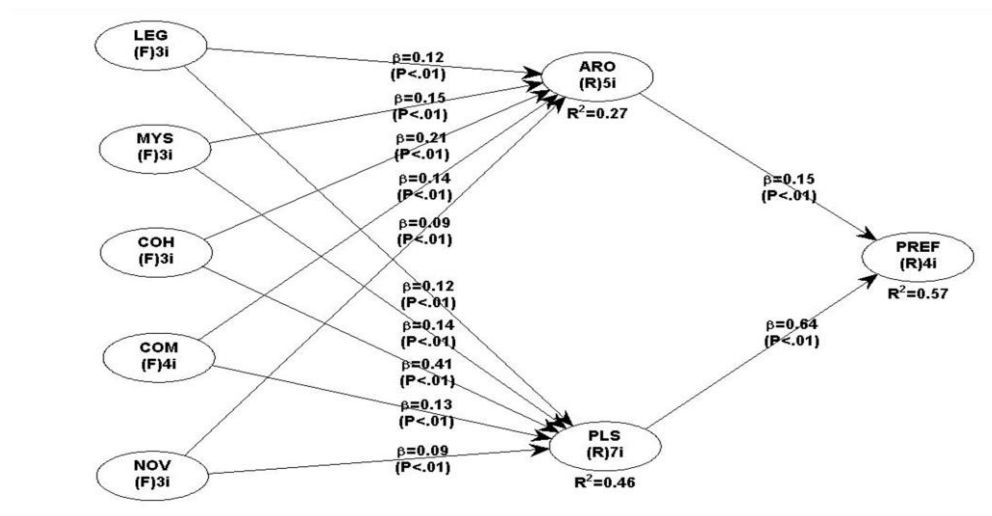 LEG
(F)3i
MYS
(F)3i
COH
(F)3i
COM
(F)4i
NOV
(F)3i
β=0.12
(P<.01)
β=0.15
(P<.01)
β=0.21
(P<.01)
β=0.14
(P<.01)
β=0.09
(P<.01)
β=0.12
(P<.01)
β=0.14
(P<.01)
β=0.41
(P<.01)
β=0.13
(P<.01)
β=0.09
(P<.01)
ARO
(R)5i
R²=0.27
PLS
(R)7i
R²=0.46
β=0.15
(P<.01)
β=0.64
(P<.01)
PREF
(R)4i
R²=0.57